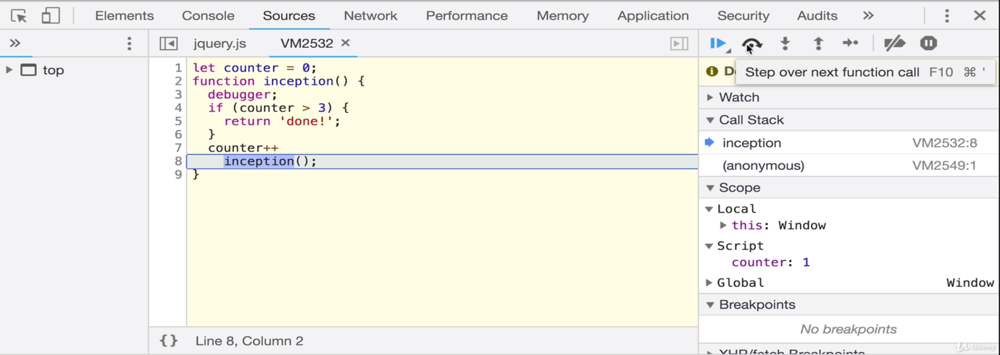 Elements Console Sources Network Performance Memory Application Security Audits
jquery.js VM2532
top
1 let counter = 0;
2 function inception() {
3 debugger;
4 if (counter > 3) {
5 return 'done!';
6 }
7 counter++
8 inception();
9 }
{} Line 8, Column 2
Step over next function call F10 ⌘ '
Watch
Call Stack
inception VM2532:8
(anonymous) VM2549:1
Scope
Local
this: Window
Script
counter: 1
Global Window
Breakpoints
No breakpoints
XHR/fetch Breakpoints
Udemy